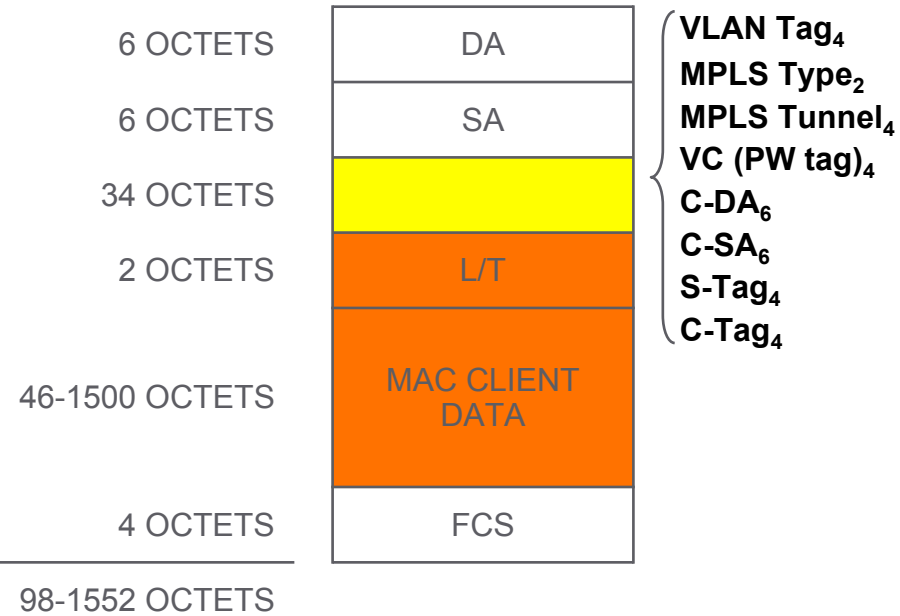 6 OCTETS DA
6 OCTETS SA
34 OCTETS
2 OCTETS L/T
46-1500 OCTETS MAC CLIENT
DATA
4 OCTETS FCS
98-1552 OCTETS
VLAN Tag₄
MPLS Type₂
MPLS Tunnel₄
VC (PW tag)₄
C-DA₆
C-SA₆
S-Tag₄
C-Tag₄